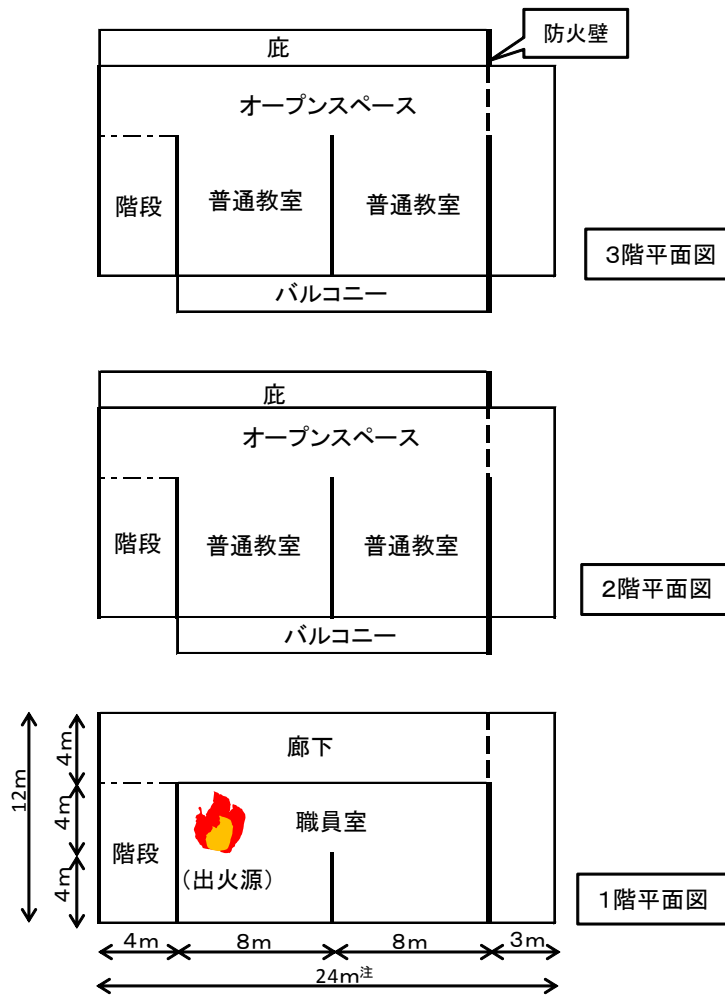 防火壁
庇
オープンスペース
階段
普通教室
普通教室
バルコニー
3階平面図
庇
オープンスペース
階段
普通教室
普通教室
バルコニー
2階平面図
12m
4m
4m
4m
廊下
職員室
階段
(出火源)
1階平面図
4m
8m
8m
3m
24m注